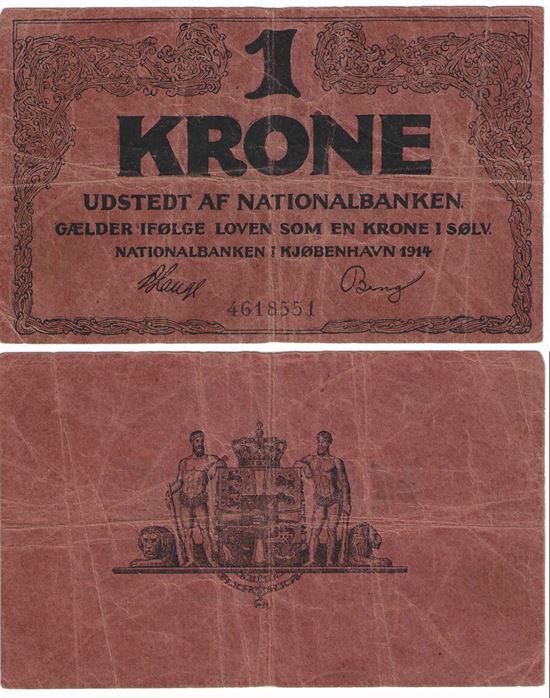 1
KRONE
UDSTEDT AF NATIONALBANKEN.
GÆLDER IFØLGE LOVEN SOM EN KRONE I SØLV.
NATIONALBANKEN I KJØBENHAVN 1914
4618551